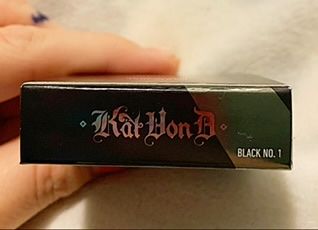 Kat Von D
BLACK NO. 1